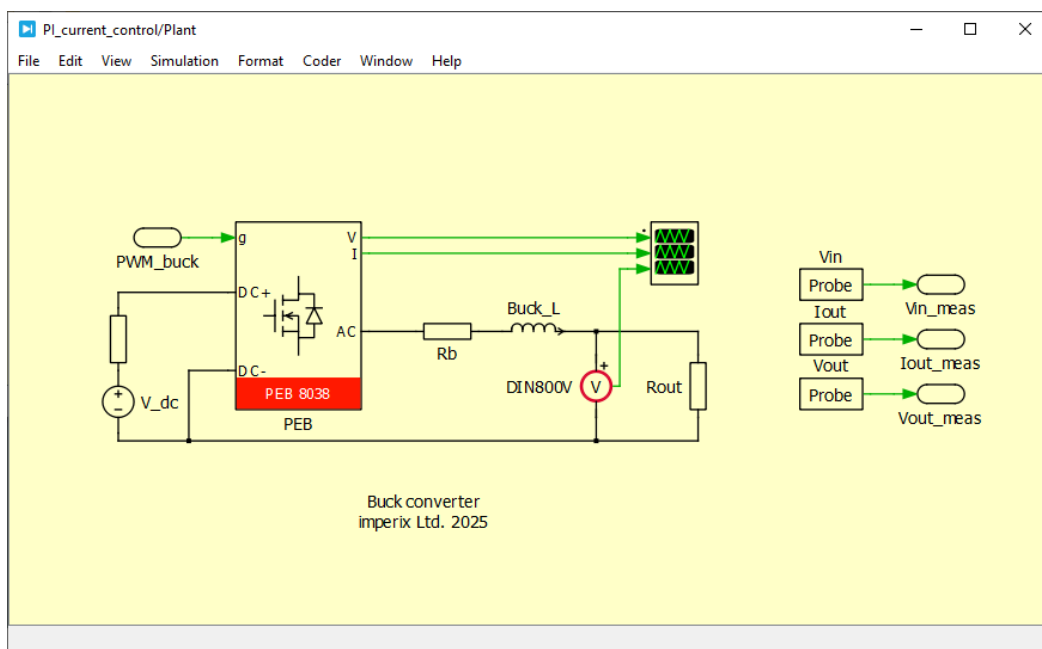 PI_current_control/Plant
File Edit View Simulation Format Coder Window Help
PWM_buck
g
V
I
DC+
DC-
AC
PEB 8038
PEB
V_dc
Rb
Buck_L
DIN800V
V
Rout
Vin
Probe
Vin_meas
Iout
Probe
Iout_meas
Vout
Probe
Vout_meas
Buck converter
imperix Ltd. 2025